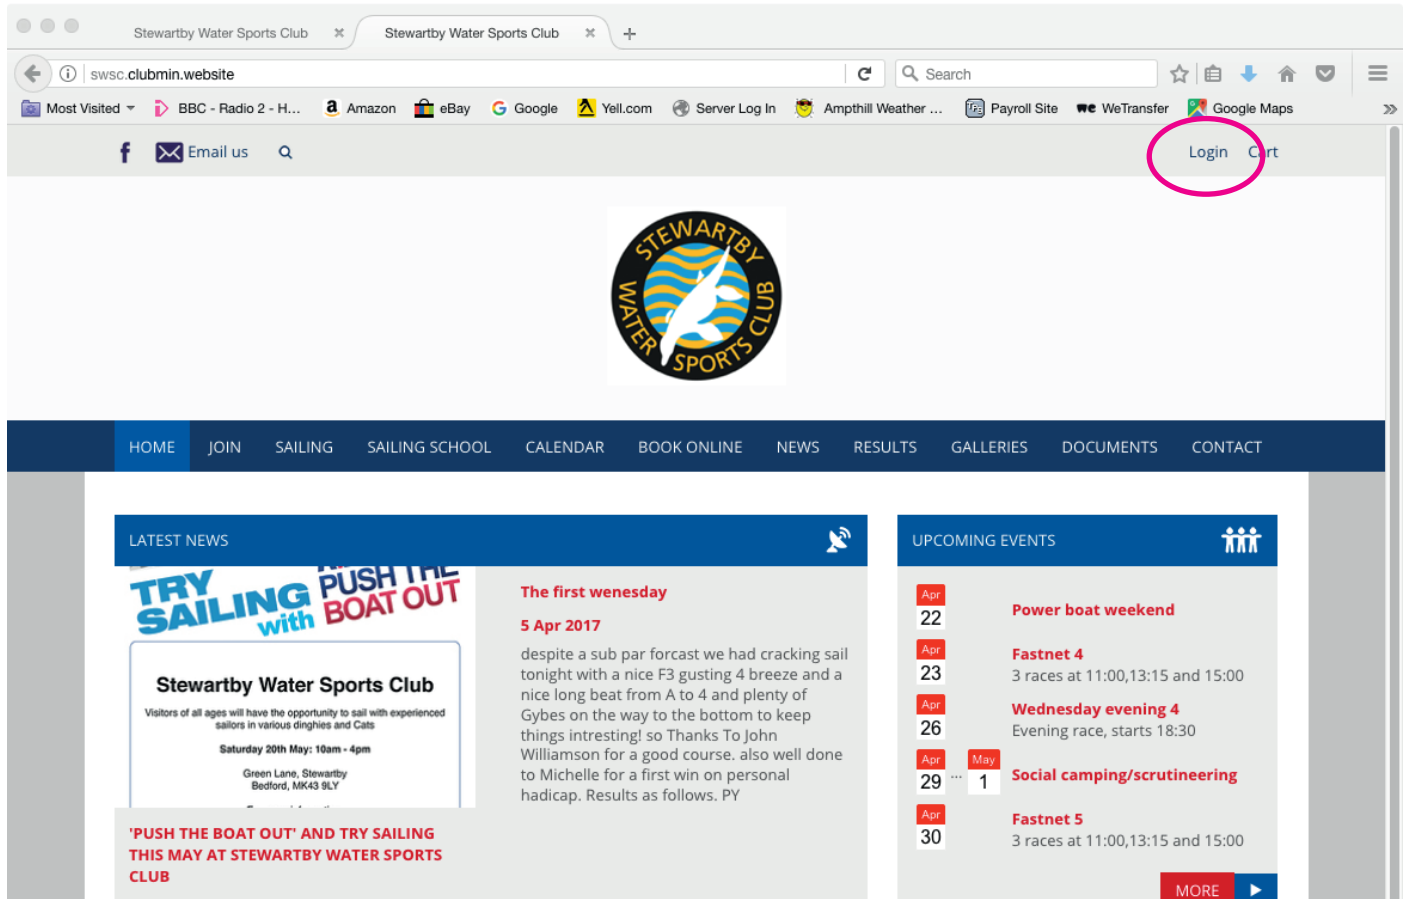 Stewartby Water Sports Club
Stewartby Water Sports Club
swsc.clubmin.website
Search
Most Visited
BBC - Radio 2 - H...
Amazon
eBay
Google
Yell.com
Server Log In
Ampthill Weather ...
Payroll Site
we WeTransfer
Google Maps
f Email us
Login Cart
STEWARTBY
WATER SPORTS CLUB
HOME JOIN SAILING SAILING SCHOOL CALENDAR BOOK ONLINE NEWS RESULTS GALLERIES DOCUMENTS CONTACT
LATEST NEWS
TRY
SAILING
with
PUSH THE
BOAT OUT
Stewartby Water Sports Club
Visitors of all ages will have the opportunity to sail with experienced
sailors in various dinghies and Cats
Saturday 20th May: 10am - 4pm
Green Lane, Stewartby
Bedford, MK43 9LY
'PUSH THE BOAT OUT' AND TRY SAILING
THIS MAY AT STEWARTBY WATER SPORTS
CLUB
The first wenesday
5 Apr 2017
despite a sub par forcast we had cracking sail
tonight with a nice F3 gusting 4 breeze and a
nice long beat from A to 4 and plenty of
Gybes on the way to the bottom to keep
things intresting! so Thanks To John
Williamson for a good course. also well done
to Michelle for a first win on personal
hadicap. Results as follows. PY
UPCOMING EVENTS
Apr
22
Power boat weekend
Apr
23
Fastnet 4
3 races at 11:00,13:15 and 15:00
Apr
26
Wednesday evening 4
Evening race, starts 18:30
Apr
29
...
May
1
Social camping/scrutineering
Apr
30
Fastnet 5
3 races at 11:00,13:15 and 15:00
MORE